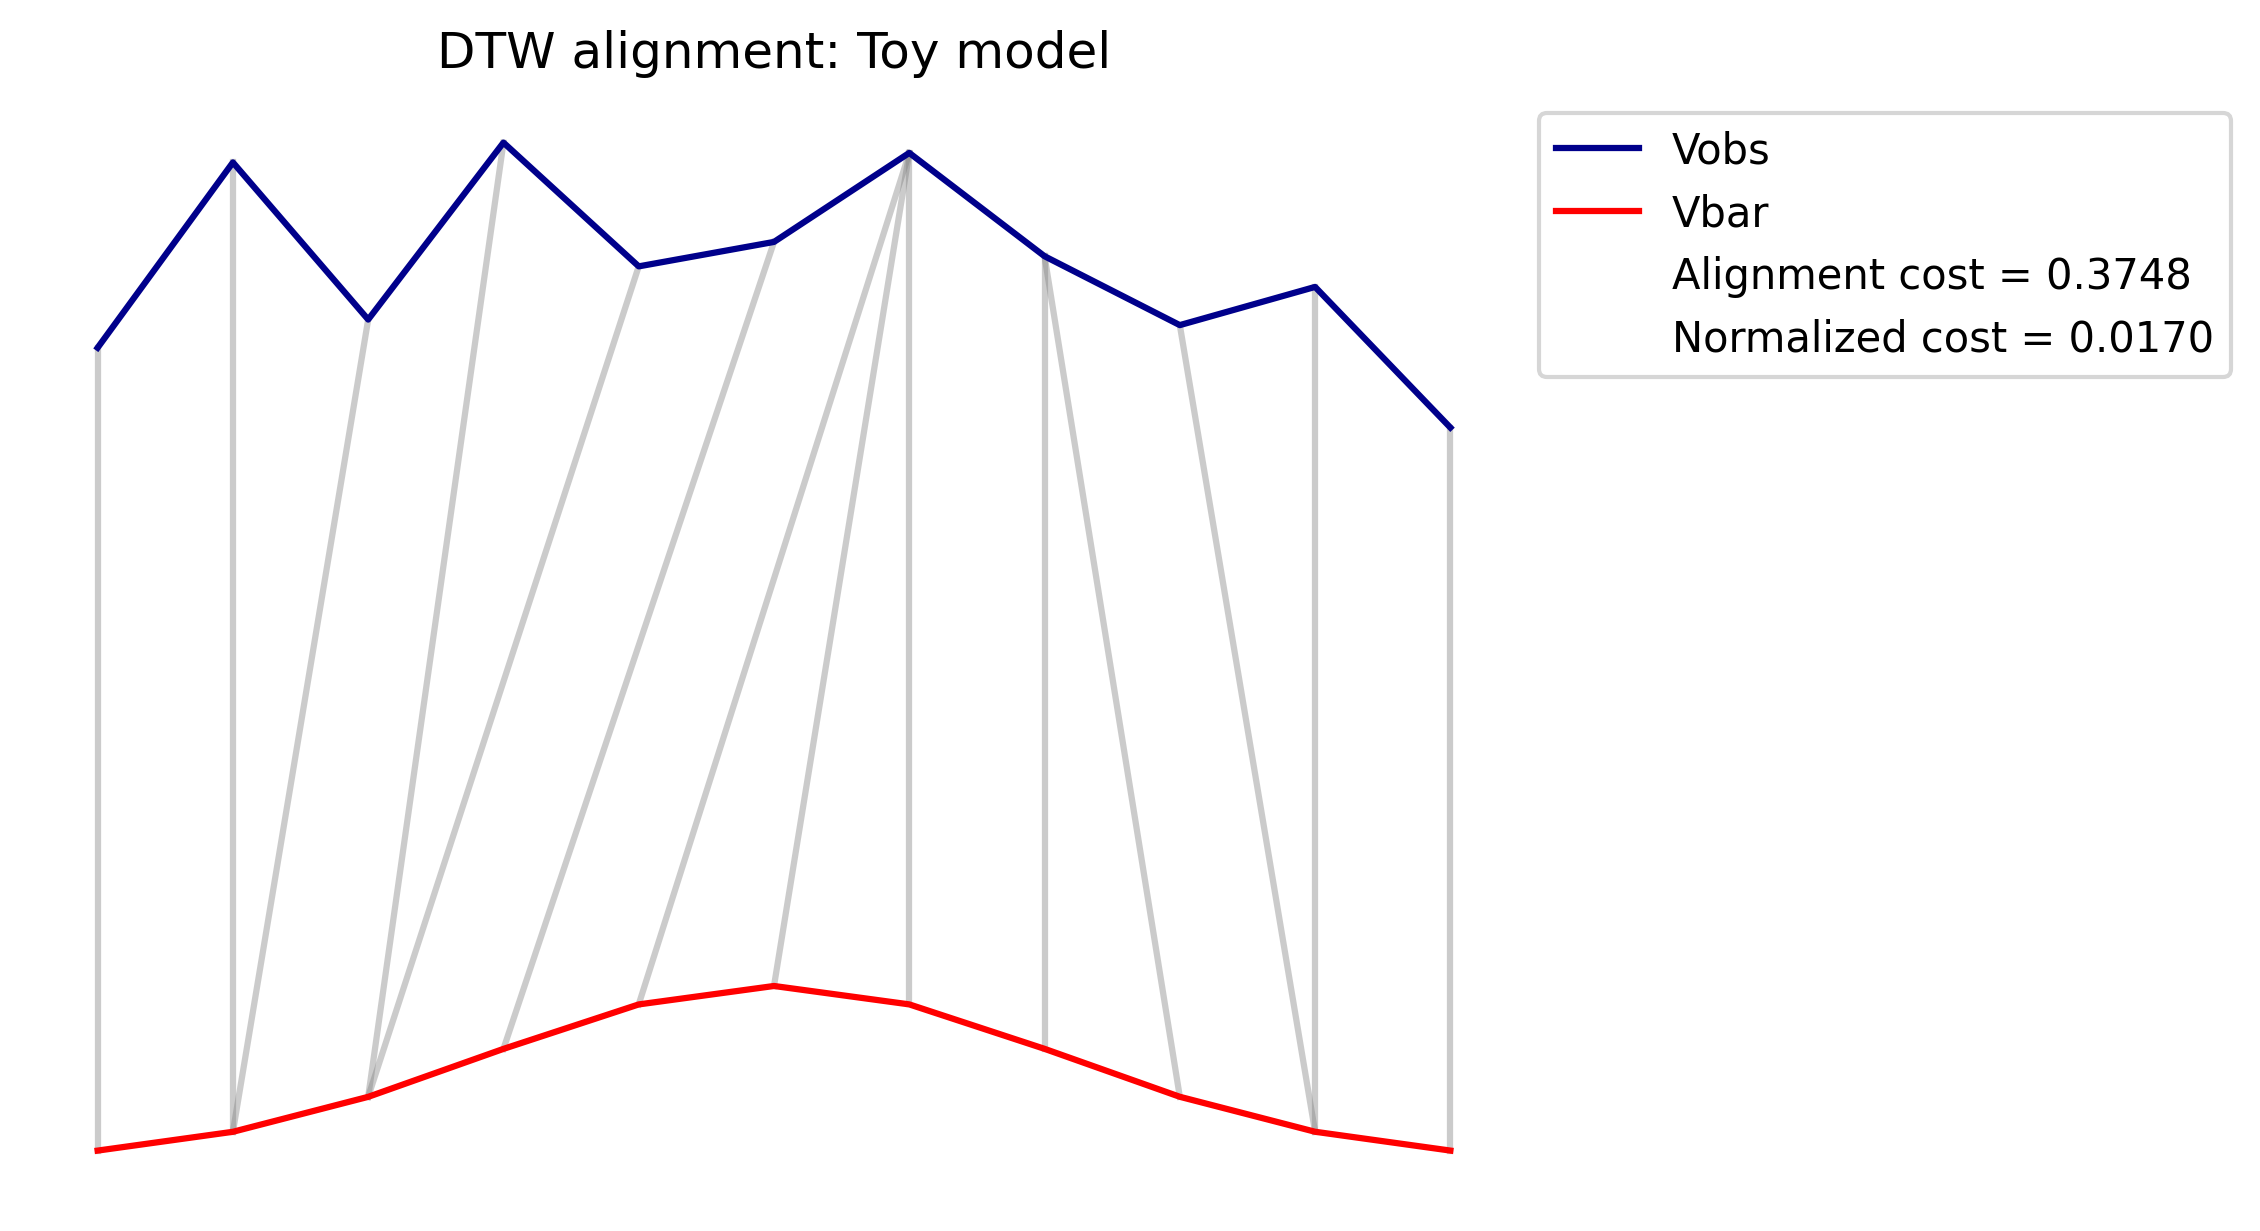 DTW alignment: Toy model
Vobs
Vbar
Alignment cost = 0.3748
Normalized cost = 0.0170